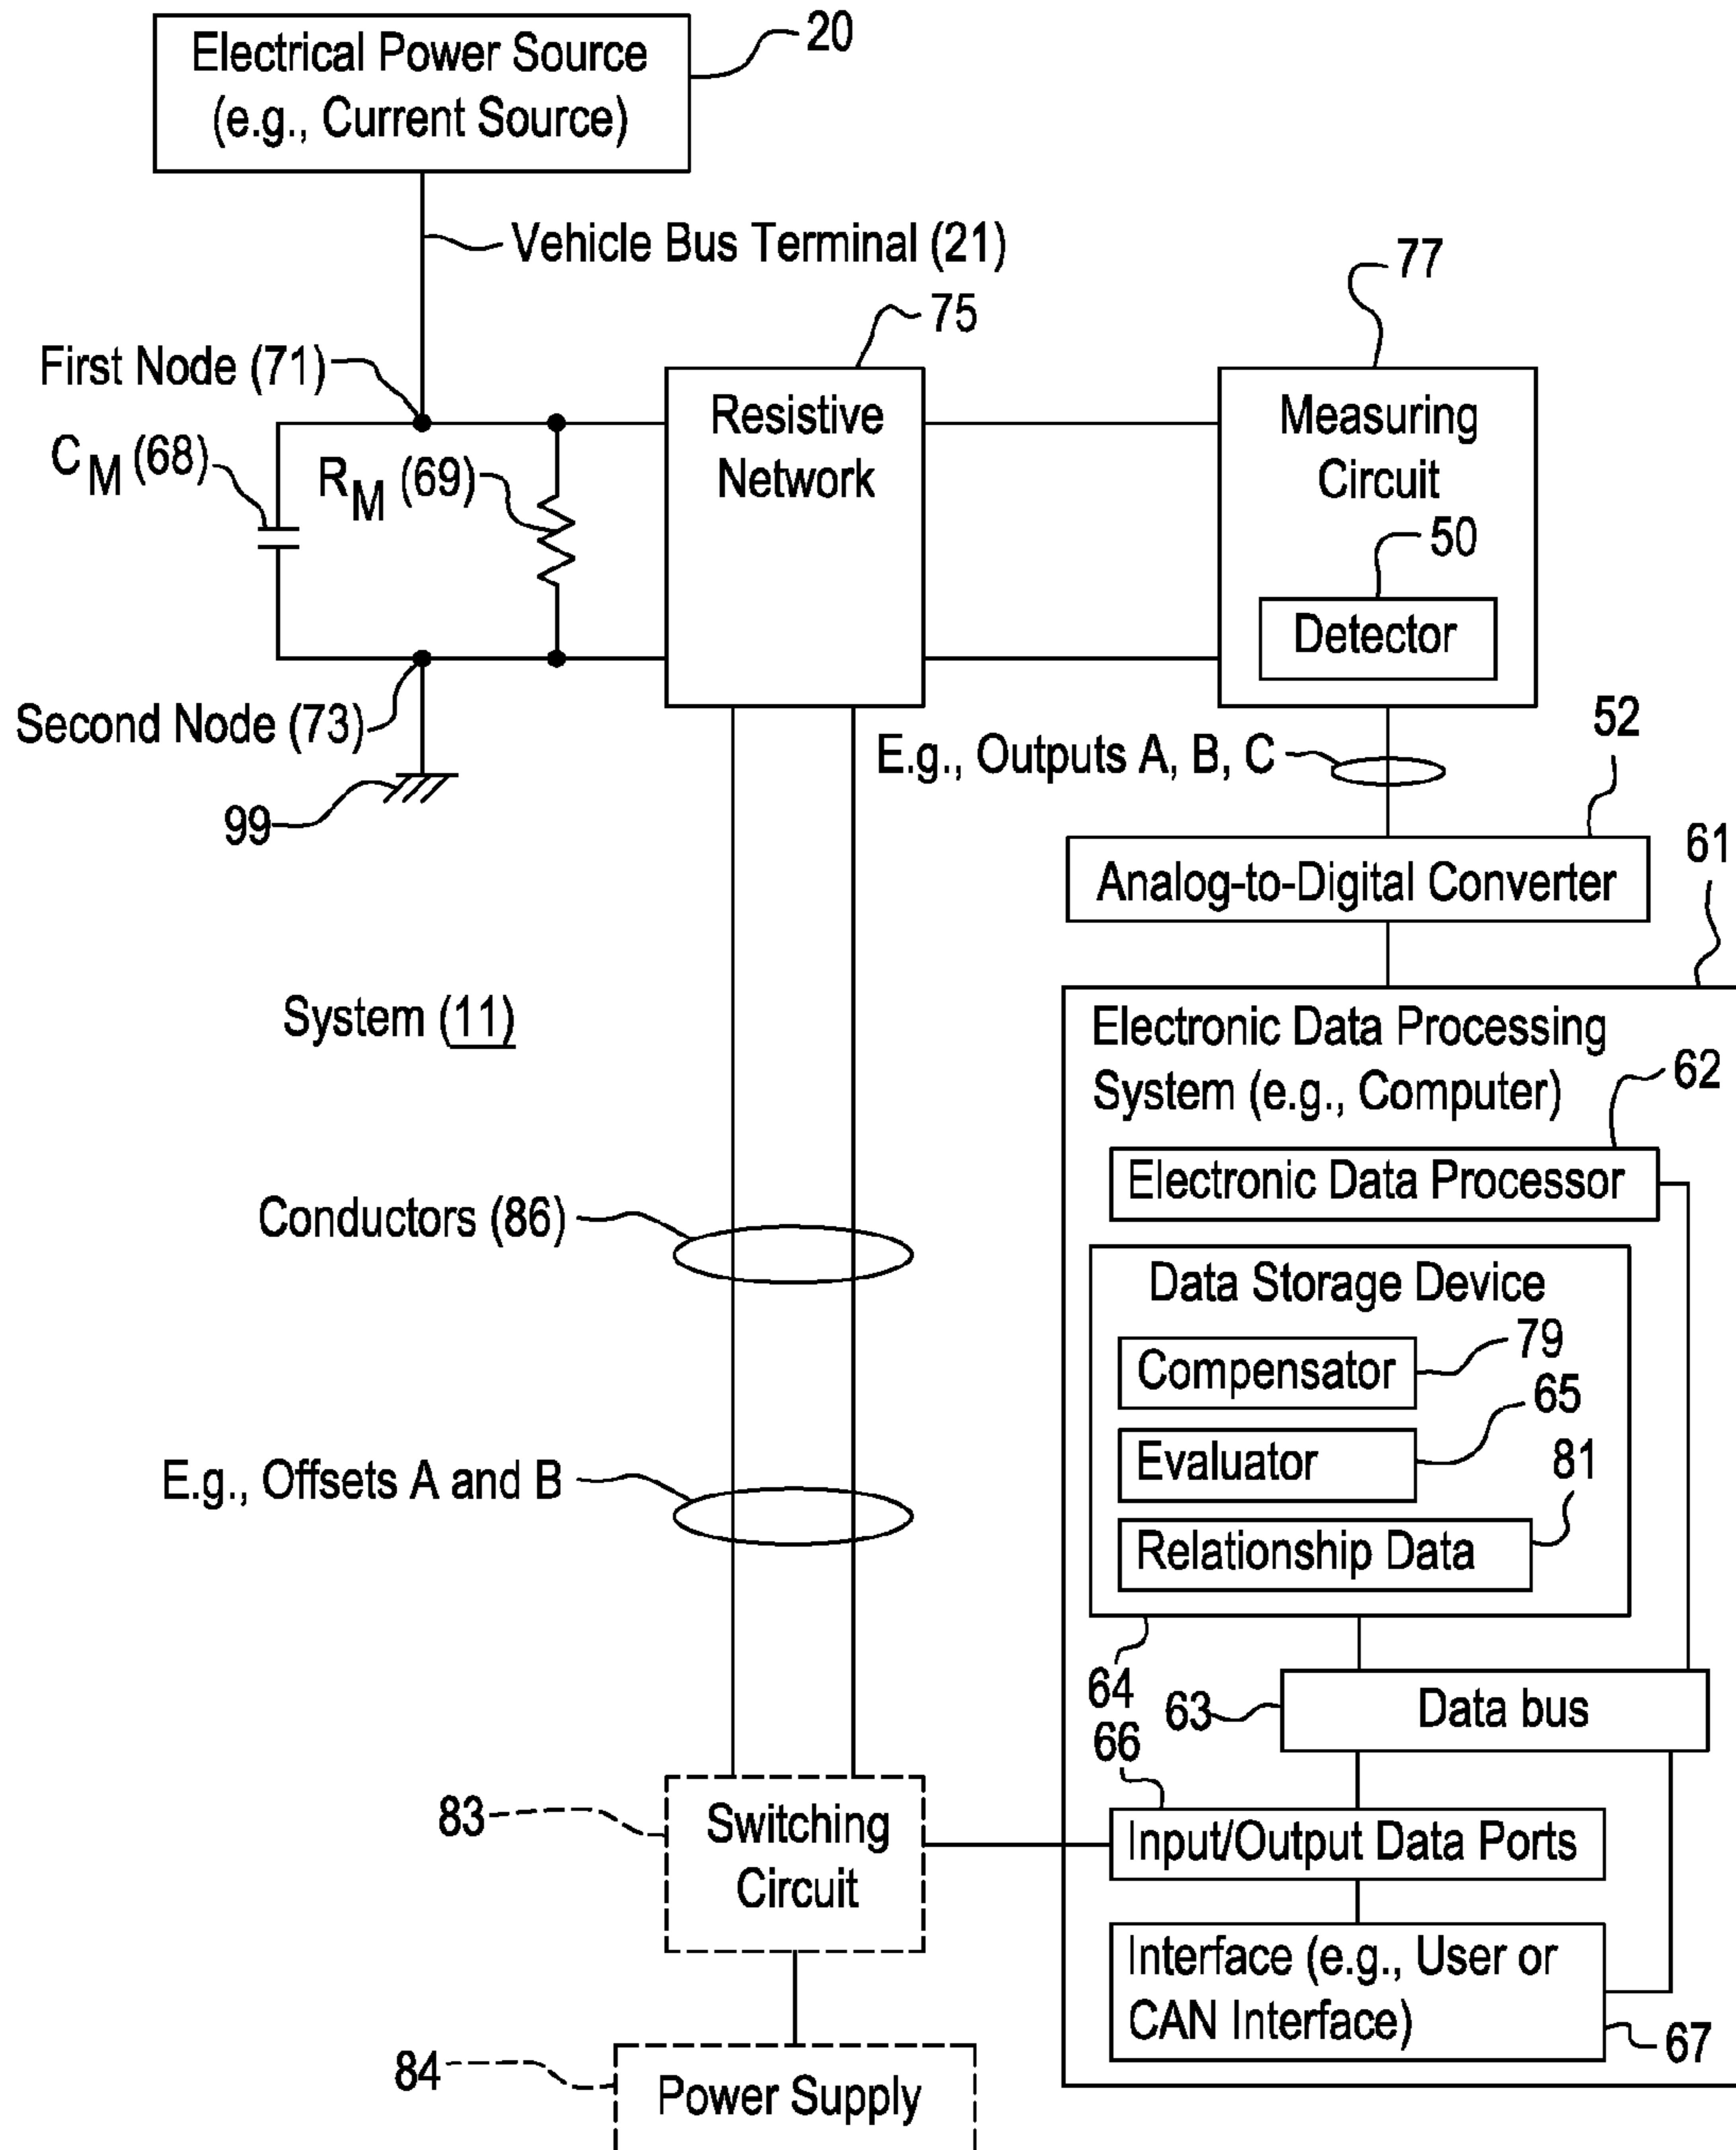 Electrical Power Source
(e.g., Current Source)
20
Vehicle Bus Terminal (21)
77
75
First Node (71)
Resistive
Network
Measuring
Circuit
CM (68)
RM (69)
50
Detector
Second Node (73)
52
E.g., Outputs A, B, C
99
61
Analog-to-Digital Converter
System (11)
Electronic Data Processing
System (e.g., Computer)
62
Electronic Data Processor
Conductors (86)
Data Storage Device
79
Compensator
65
Evaluator
81
E.g., Offsets A and B
Relationship Data
64
63
Data bus
66
83
Switching
Circuit
Input/Output Data Ports
Interface (e.g., User or
CAN Interface)
67
84
Power Supply